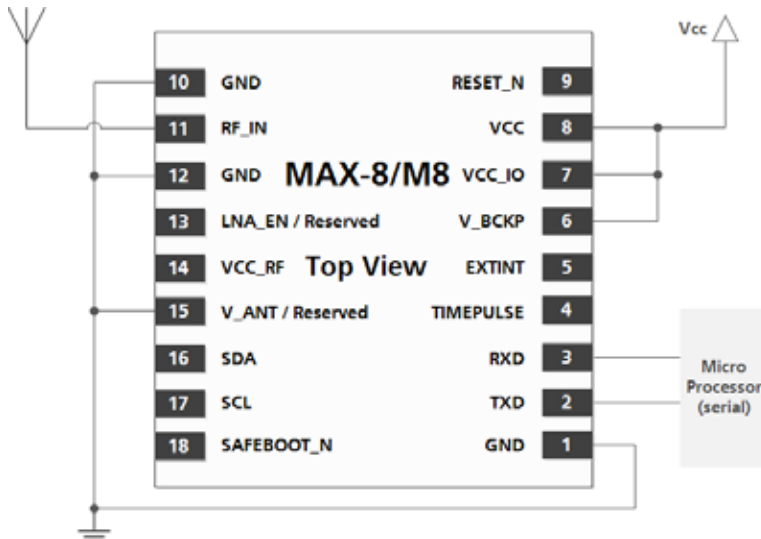 Vcc
10 GND RESET_N 9
11 RF_IN VCC 8
12 GND MAX-8/M8 VCC_IO 7
13 LNA_EN / Reserved V_BCKP 6
14 VCC_RF Top View EXTINT 5
15 V_ANT / Reserved TIMEPULSE 4
16 SDA RXD 3
17 SCL TXD 2
18 SAFEBOOT_N GND 1
Micro
Processor
(serial)